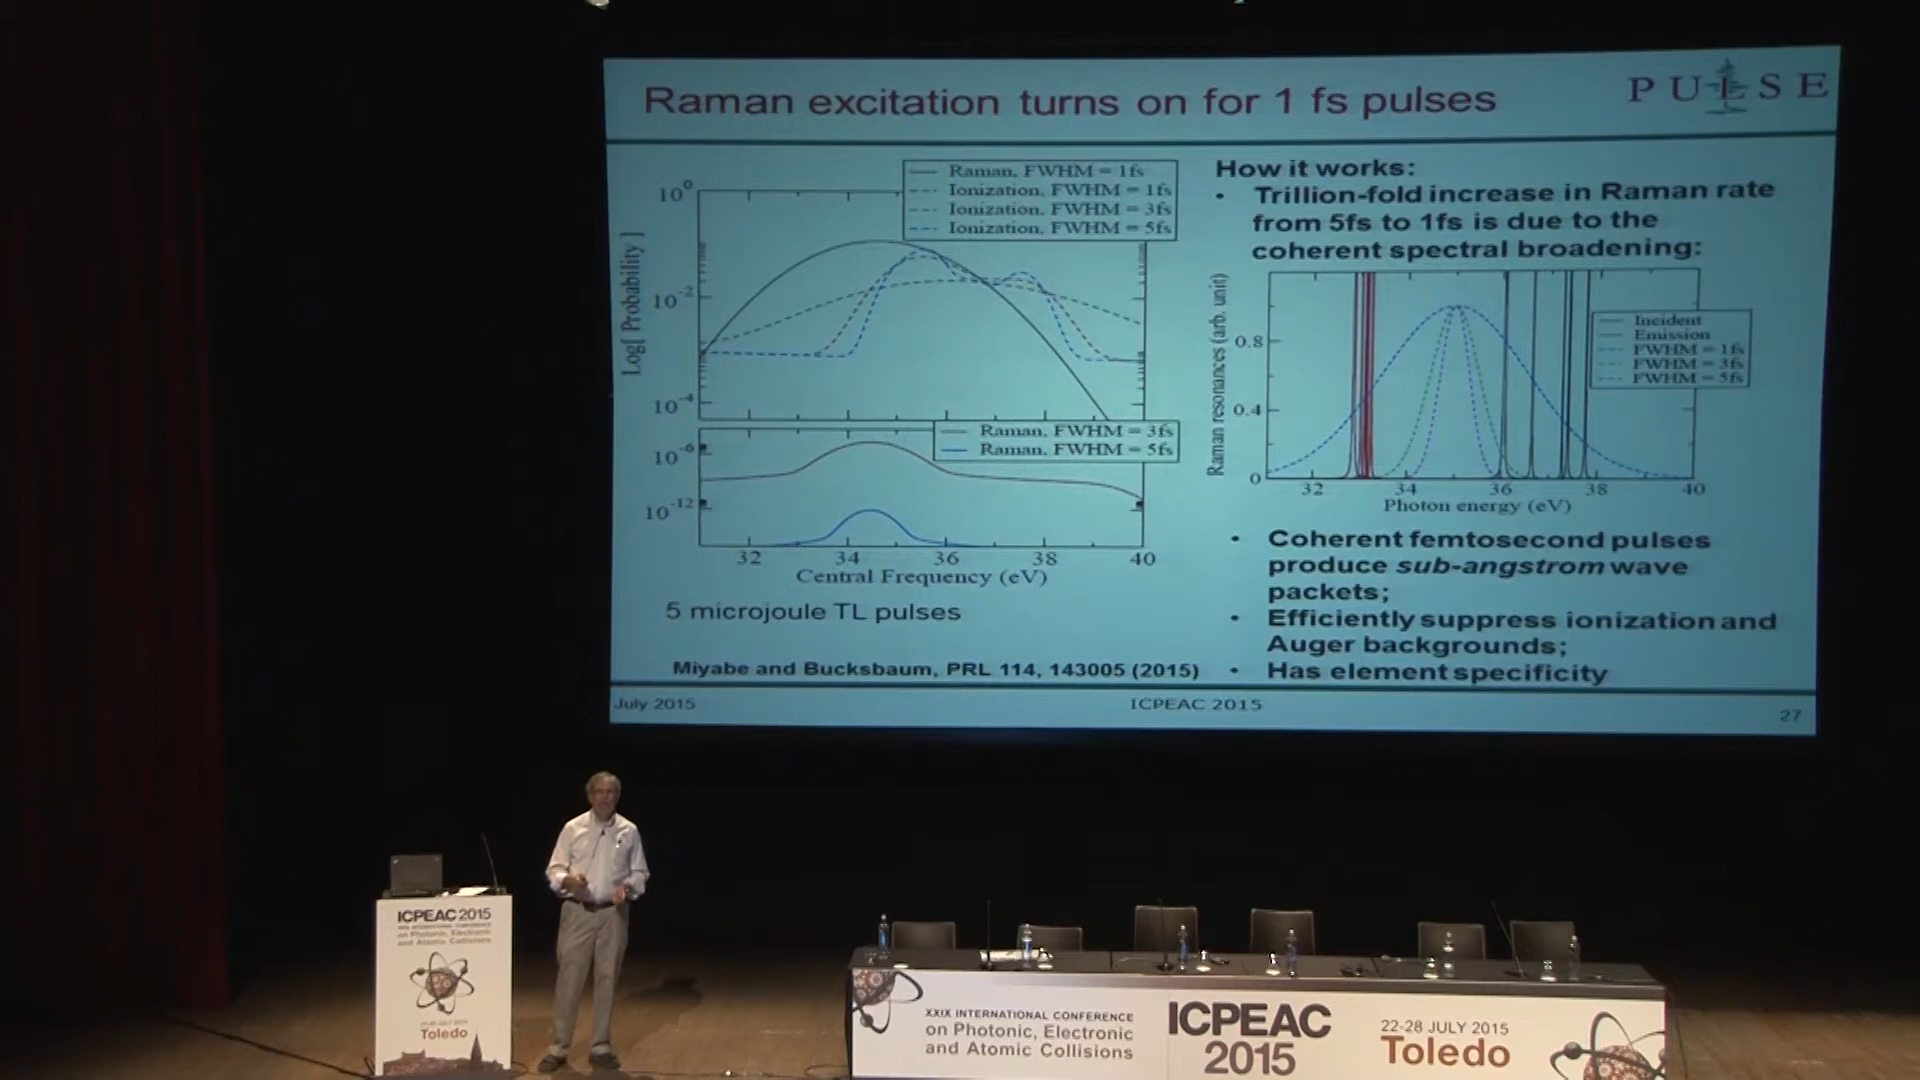 Raman excitation turns on for 1 fs pulses
PULSE
Raman, FWHM = 1fs
Ionization, FWHM = 1fs
Ionization, FWHM = 3fs
Ionization, FWHM = 5fs
10⁰
10⁻²
10⁻⁴
Log[ Probability ]
Raman, FWHM = 3fs
Raman, FWHM = 5fs
10⁻⁶
10⁻¹²
32 34 36 38 40
Central Frequency (eV)
5 microjoule TL pulses
Miyabe and Bucksbaum, PRL 114, 143005 (2015)
How it works:
• Trillion-fold increase in Raman rate
from 5fs to 1fs is due to the
coherent spectral broadening:
Raman resonances (arb. unit)
0.8
0.4
0
Incident
Emission
FWHM = 1fs
FWHM = 3fs
FWHM = 5fs
32 34 36 38 40
Photon energy (eV)
• Coherent femtosecond pulses
produce sub-angstrom wave
packets;
• Efficiently suppress ionization and
Auger backgrounds;
• Has element specificity
July 2015
ICPEAC 2015
27
ICPEAC 2015
on Photonic, Electronic
and Atomic Collisions
Toledo
XXIX INTERNATIONAL CONFERENCE
on Photonic, Electronic
and Atomic Collisions
ICPEAC
2015
22-28 JULY 2015
Toledo